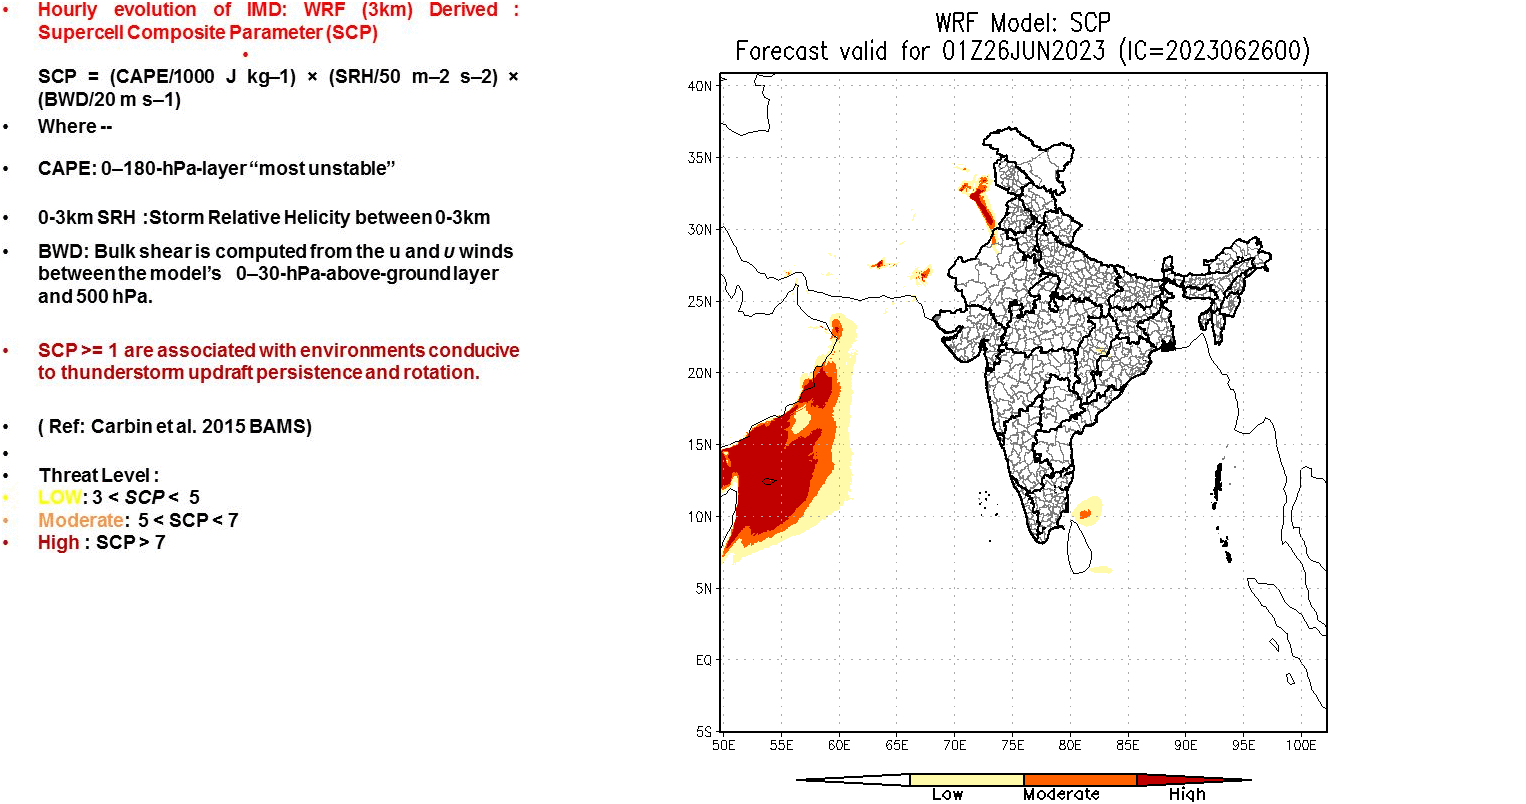 • Hourly evolution of IMD: WRF (3km) Derived :
Supercell Composite Parameter (SCP)
•
SCP = (CAPE/1000 J kg–1) × (SRH/50 m–2 s–2) ×
(BWD/20 m s–1)
• Where --
• CAPE: 0–180-hPa-layer “most unstable”
• 0-3km SRH :Storm Relative Helicity between 0-3km
• BWD: Bulk shear is computed from the u and υ winds
between the model’s 0–30-hPa-above-ground layer
and 500 hPa.
• SCP >= 1 are associated with environments conducive
to thunderstorm updraft persistence and rotation.
• ( Ref: Carbin et al. 2015 BAMS)
•
• Threat Level :
• LOW: 3 < SCP < 5
• Moderate: 5 < SCP < 7
• High : SCP > 7
WRF Model: SCP
Forecast valid for 01Z26JUN2023 (IC=2023062600)
40N
35N
30N
25N
20N
15N
10N
5N
EQ
5S
50E 55E 60E 65E 70E 75E 80E 85E 90E 95E 100E
Low Moderate High